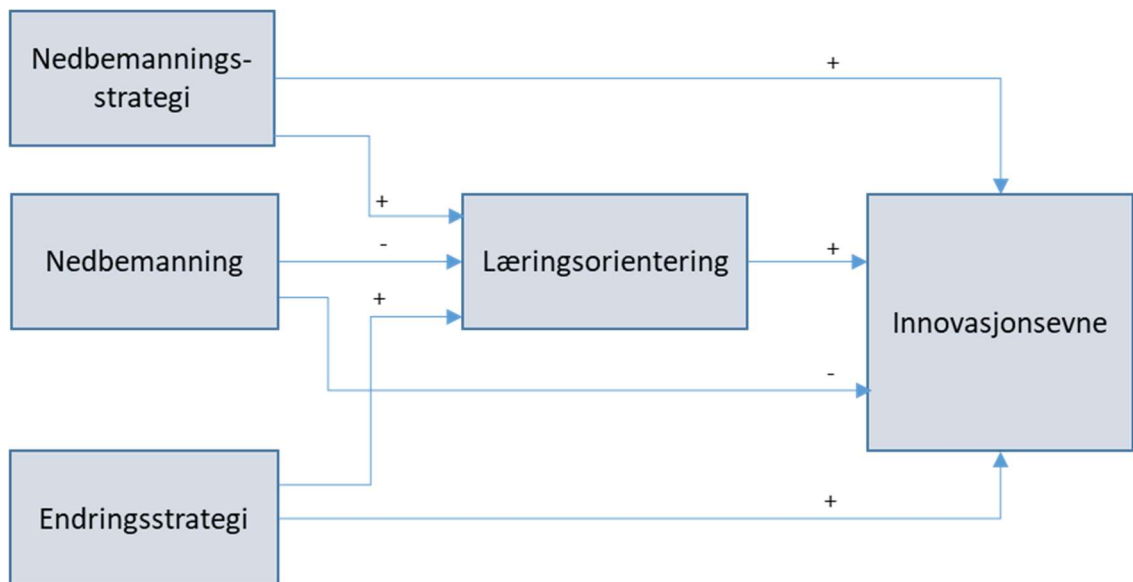 Nedbemannings-
strategi
+
+
Nedbemanning
-
+
Læringsorientering
+
Innovasjonsevne
-
Endringsstrategi
+